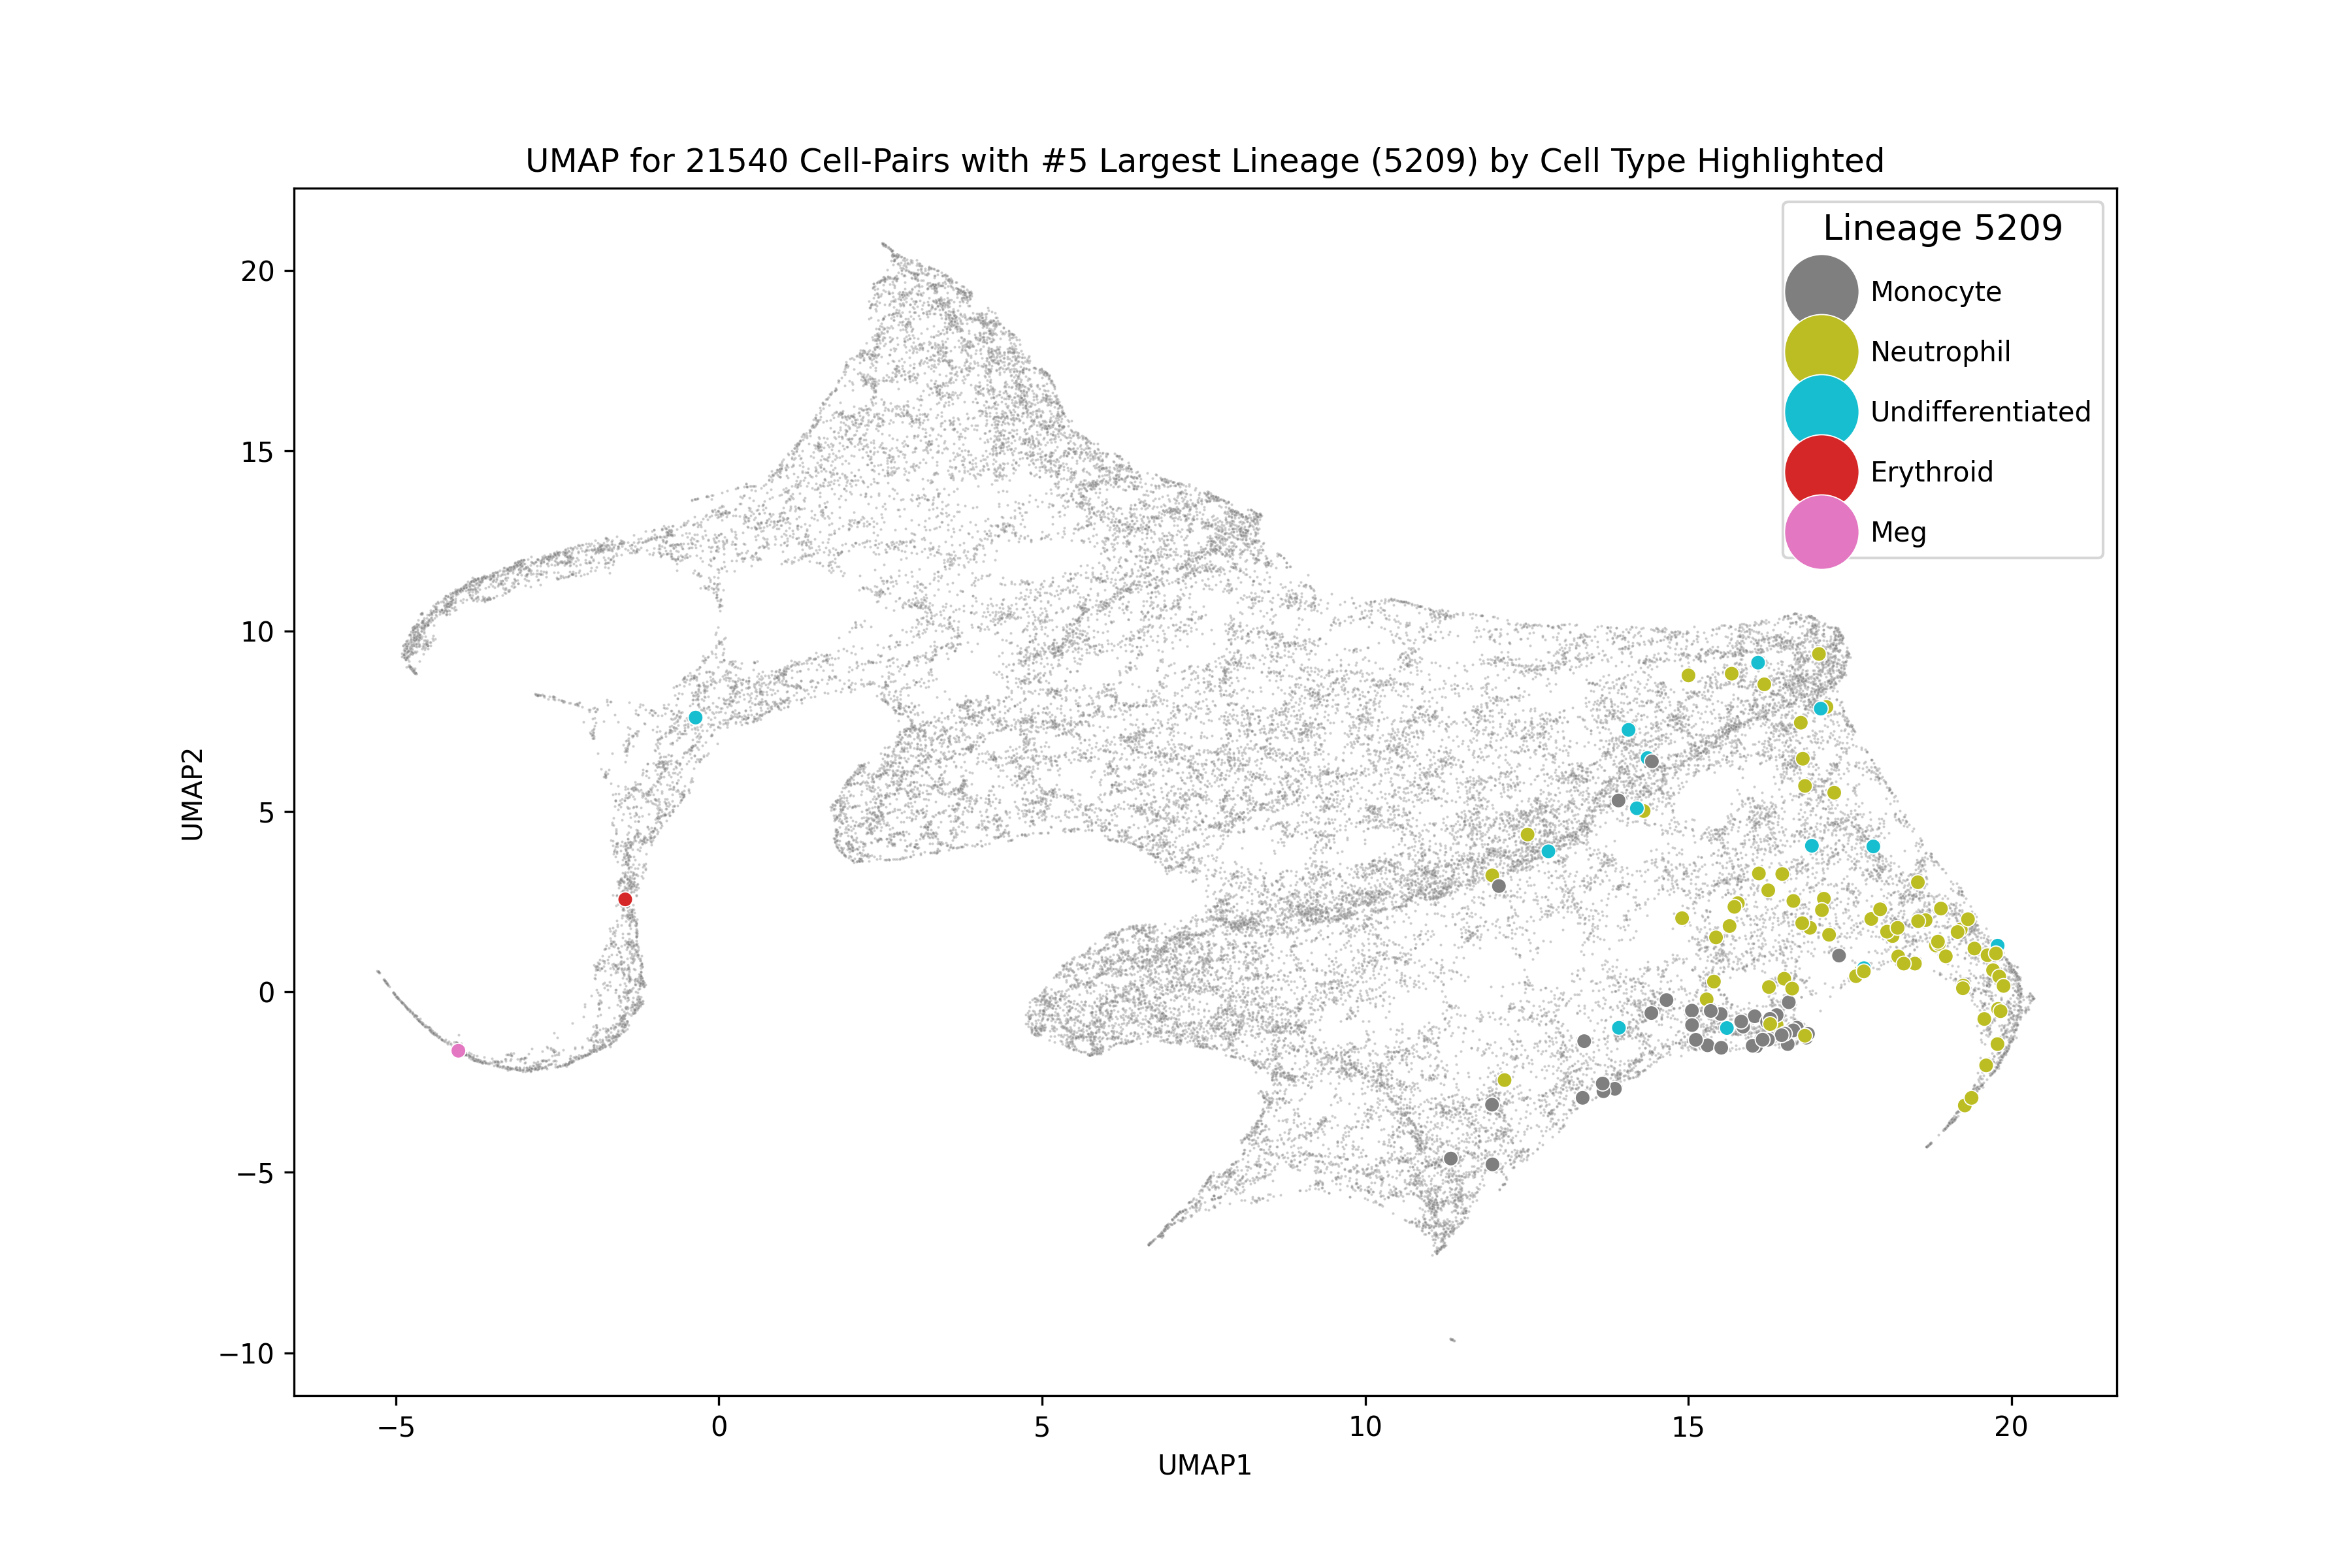 UMAP for 21540 Cell-Pairs with #5 Largest Lineage (5209) by Cell Type Highlighted
Lineage 5209
Monocyte
Neutrophil
Undifferentiated
Erythroid
Meg
UMAP2
20
15
10
5
0
−5
−10
−5
0
5
10
15
20
UMAP1